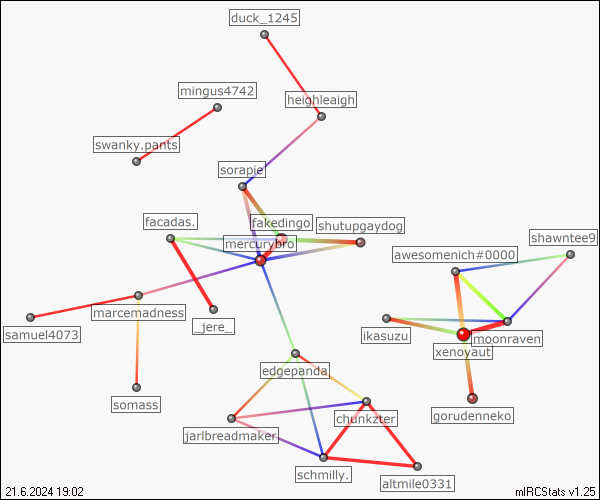 duck_1245
mingus4742
heighleaigh
swanky.pants
sorapie
facadas.
fakedingo
shutupgaydog
mercurybro
shawntee9
awesomenich#0000
marcemadness
samuel4073
_jere_
ikasuzu
moonraven
xenoyaut
edgepanda
somass
chunkzter
gorudenneko
jarlbreadmaker
schmilly.
altmile0331
21.6.2024 19:02
mIRCStats v1.25